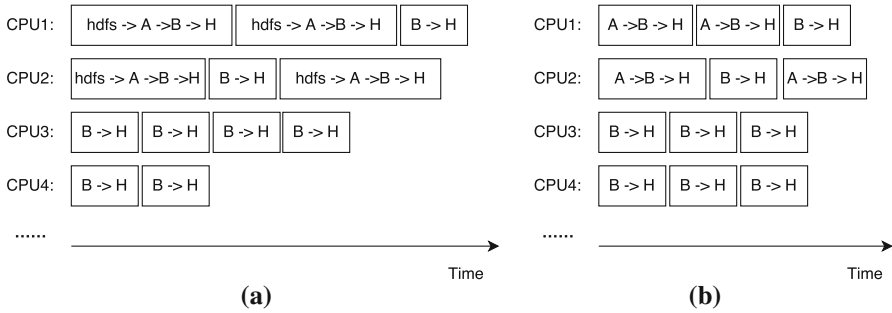 CPU1: hdfs -> A ->B -> H hdfs -> A ->B -> H B -> H
CPU2: hdfs -> A ->B ->H B -> H hdfs -> A ->B -> H
CPU3: B -> H B -> H B -> H B -> H
CPU4: B -> H B -> H
......
Time
(a)
CPU1: A ->B -> H A ->B -> H B -> H
CPU2: A ->B -> H B -> H A ->B -> H
CPU3: B -> H B -> H B -> H
CPU4: B -> H B -> H B -> H
......
Time
(b)